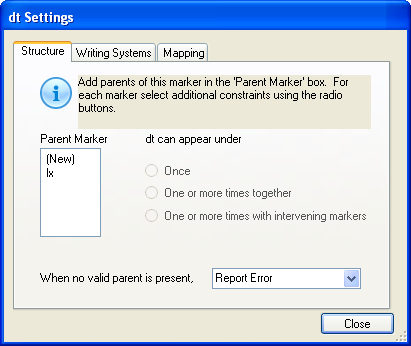 dt Settings
Structure Writing Systems Mapping
Add parents of this marker in the 'Parent Marker' box. For
each marker select additional constraints using the radio
buttons.
Parent Marker dt can appear under
(New)
lx
Once
One or more times together
One or more times with intervening markers
When no valid parent is present, Report Error
Close